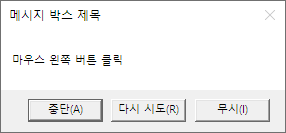 메시지 박스 제목
마우스 왼쪽 버튼 클릭
중단(A) 다시 시도(R) 무시(I)